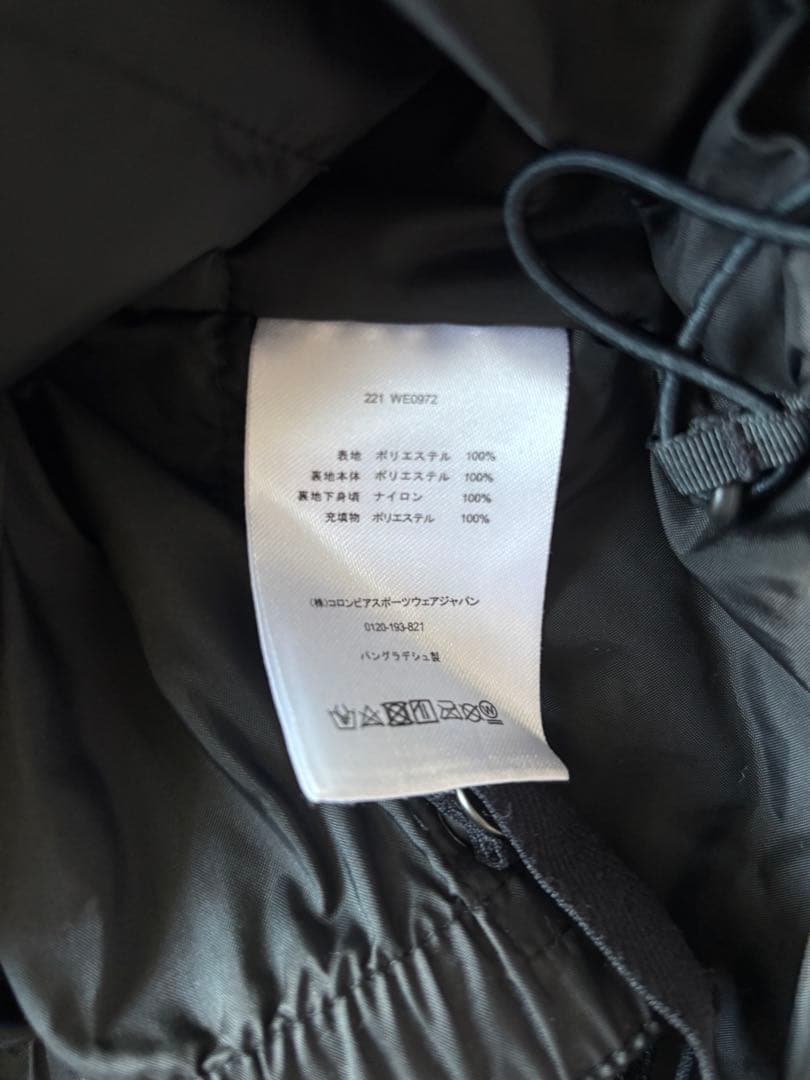 221 WE0972
表地 ポリエステル 100%
裏地本体 ポリエステル 100%
裏地下身頃 ナイロン 100%
充填物 ポリエステル 100%
(株)コロンビアスポーツウェアジャパン
0120-193-821
バングラデシュ製